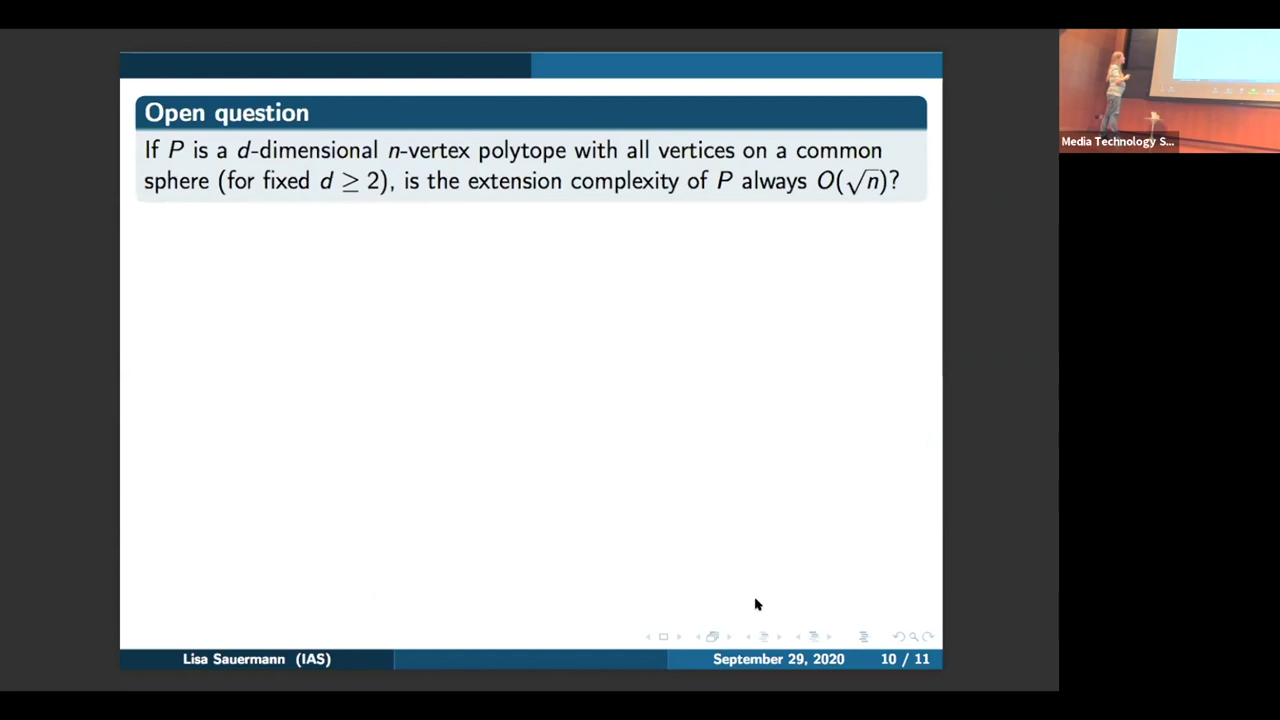 Open question
If P is a d-dimensional n-vertex polytope with all vertices on a common
sphere (for fixed d ≥ 2), is the extension complexity of P always O(√n)?
Media Technology S...
Lisa Sauermann (IAS)
September 29, 2020
10 / 11